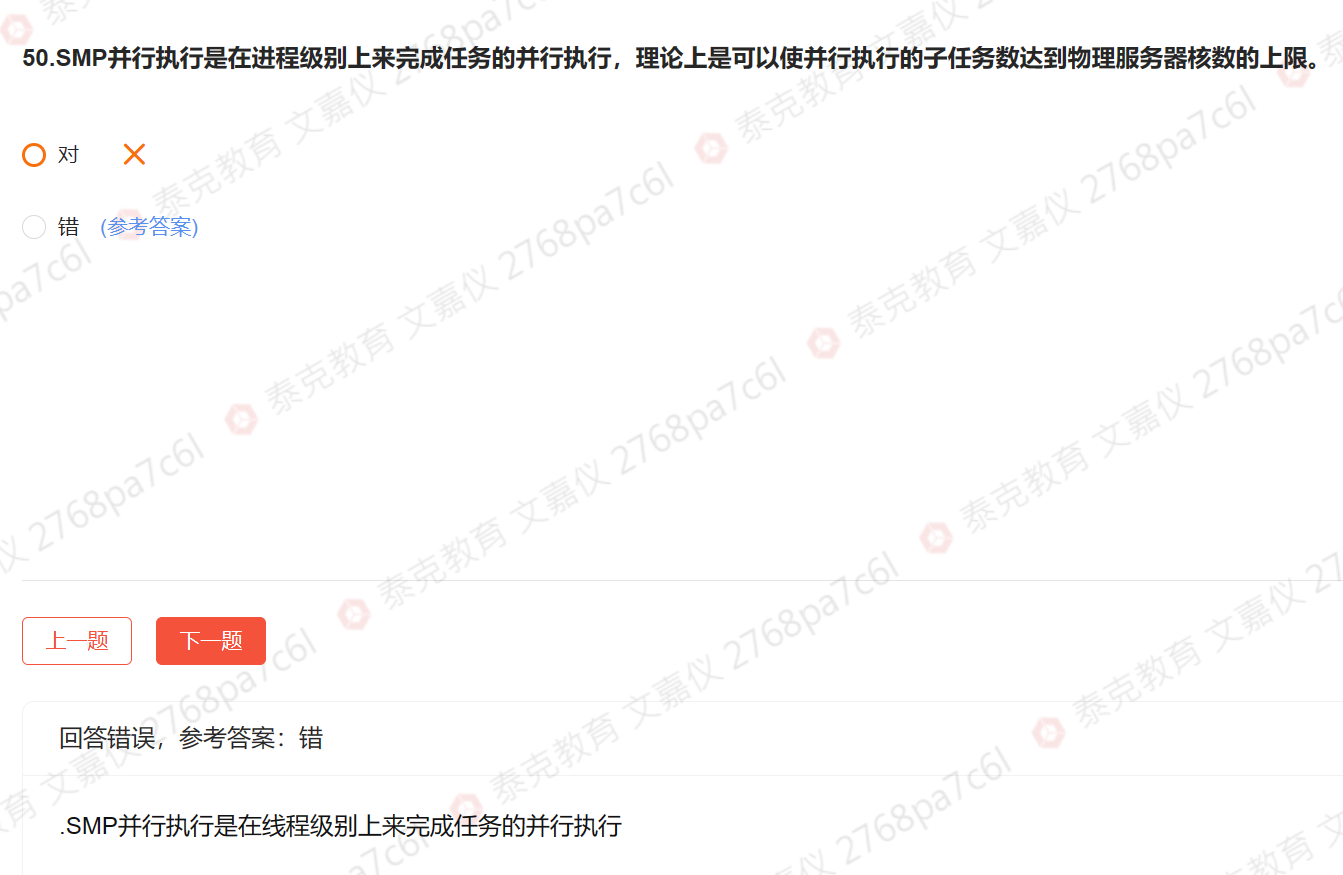 50.SMP并行执行是在进程级别上来完成任务的并行执行，理论上是可以使并行执行的子任务数达到物理服务器核数的上限。
对
错 (参考答案)
上一题 下一题
回答错误，参考答案：错
.SMP并行执行是在线程级别上来完成任务的并行执行
泰克教育 文嘉仪 2768pa7c6l